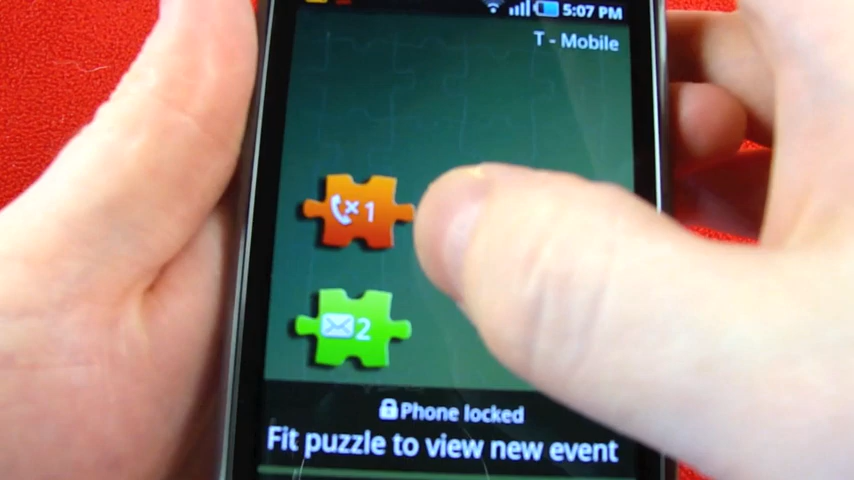 5:07 PM
T - Mobile
1
2
Phone locked
Fit puzzle to view new event